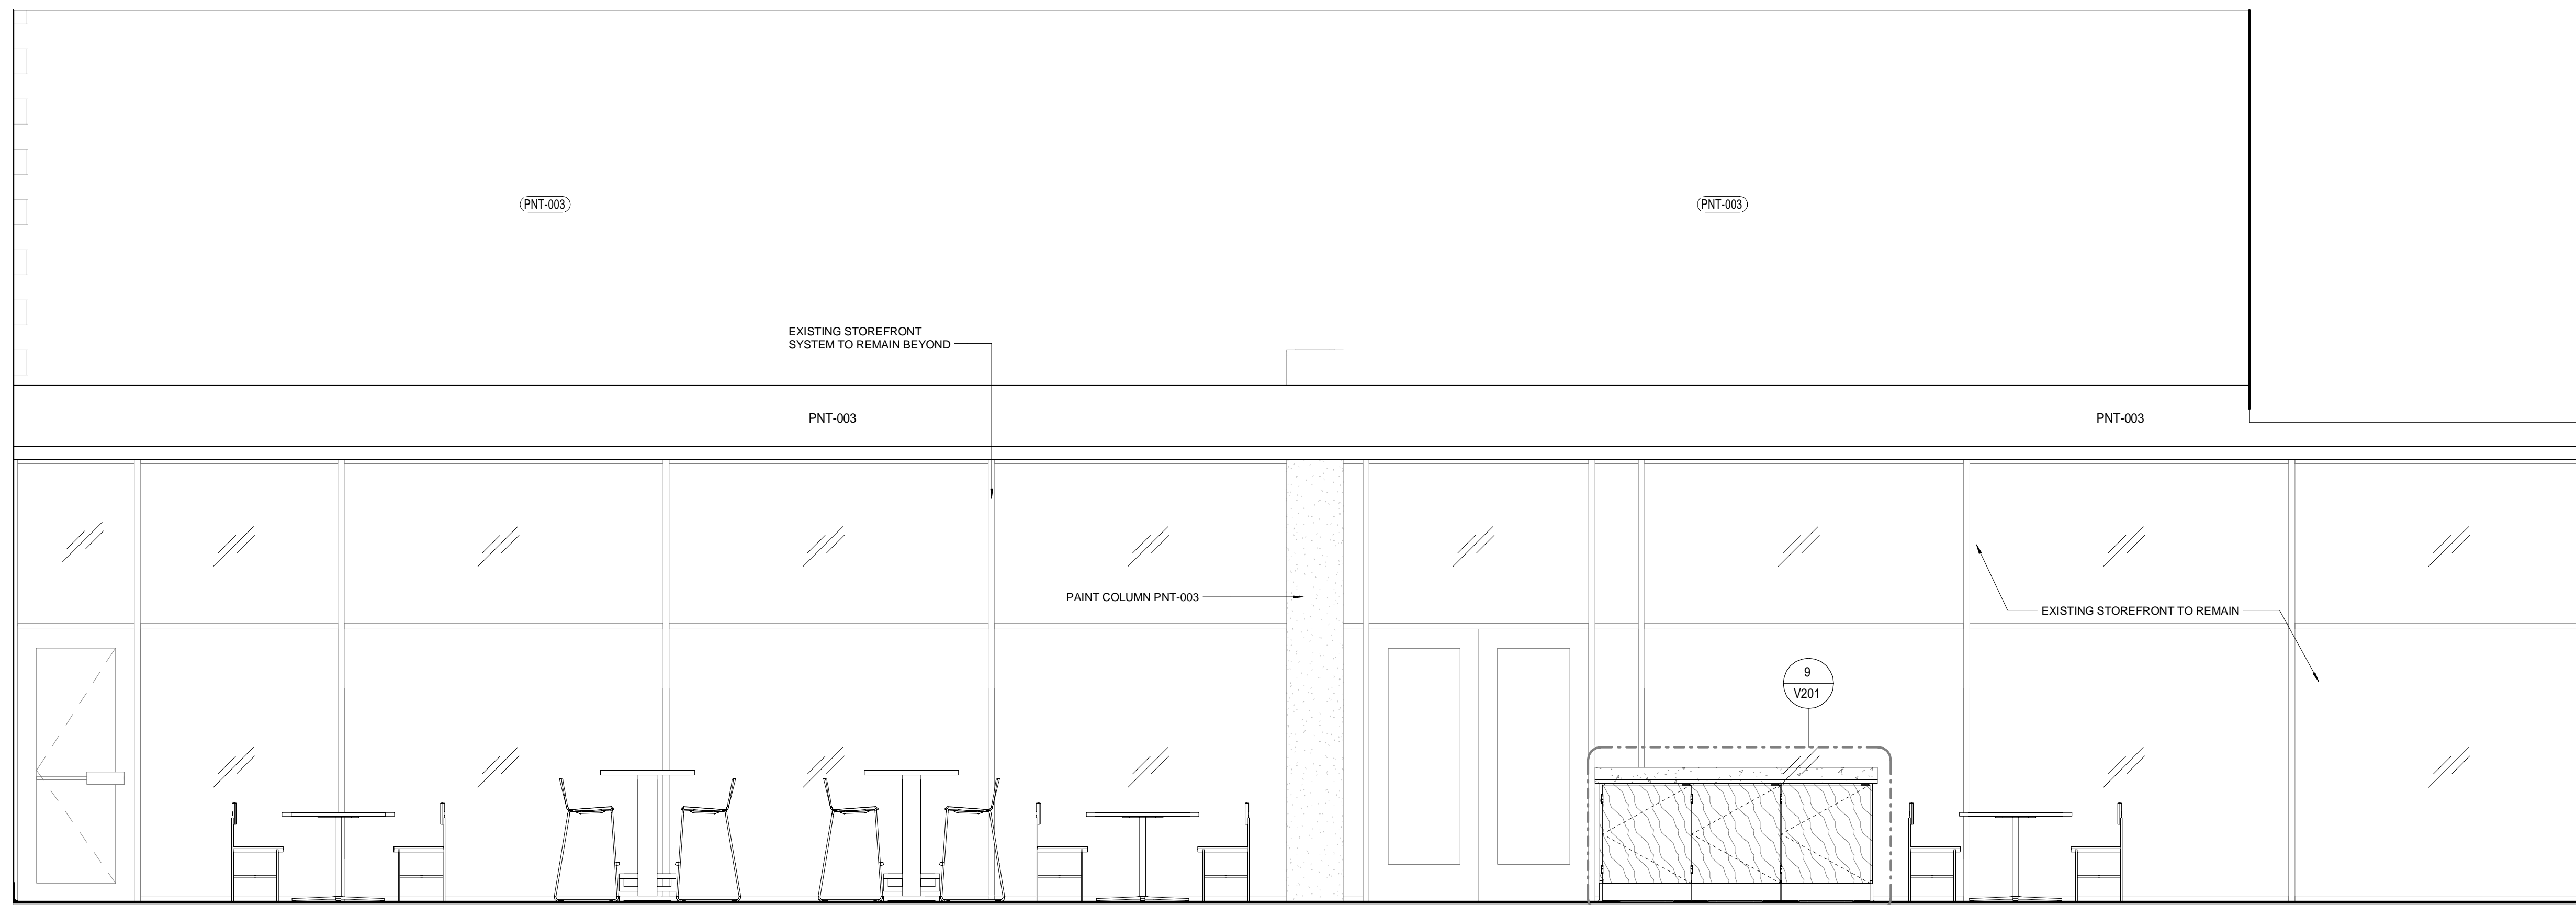 PNT-003
PNT-003
EXISTING STOREFRONT
SYSTEM TO REMAIN BEYOND
PNT-003
PNT-003
PAINT COLUMN PNT-003
EXISTING STOREFRONT TO REMAIN
9
V201